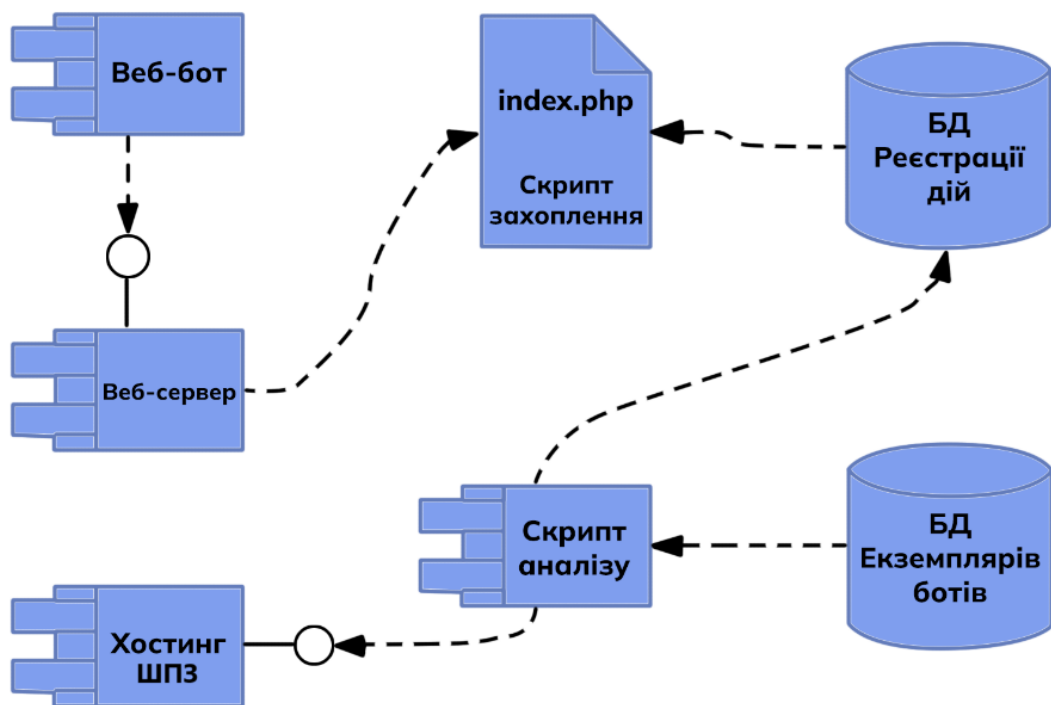 Веб-бот
index.php
Скрипт
захоплення
БД
Реєстрації
дій
Веб-сервер
Скрипт
аналізу
БД
Екземплярів
ботів
Хостинг
ШПЗ